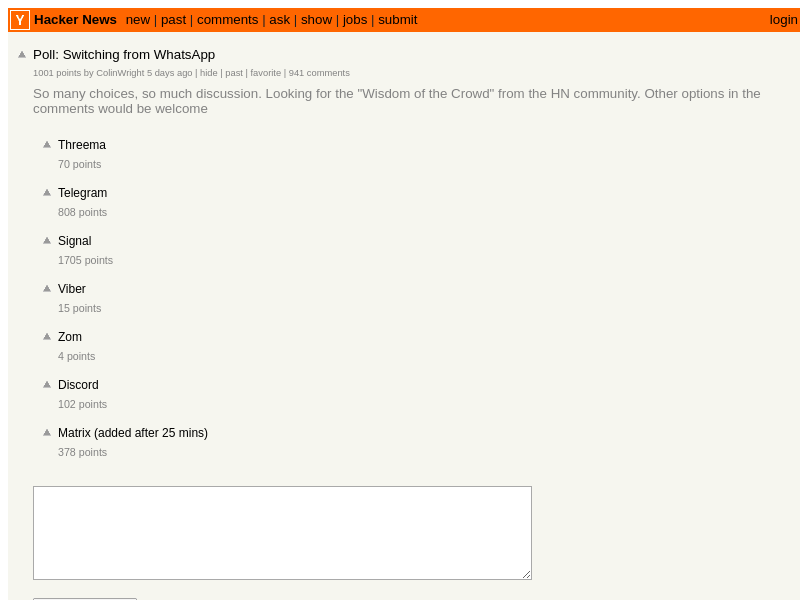 Y Hacker News new | past | comments | ask | show | jobs | submit login
Poll: Switching from WhatsApp
1001 points by ColinWright 5 days ago | hide | past | favorite | 941 comments
So many choices, so much discussion. Looking for the "Wisdom of the Crowd" from the HN community. Other options in the
comments would be welcome
Threema
70 points
Telegram
808 points
Signal
1705 points
Viber
15 points
Zom
4 points
Discord
102 points
Matrix (added after 25 mins)
378 points